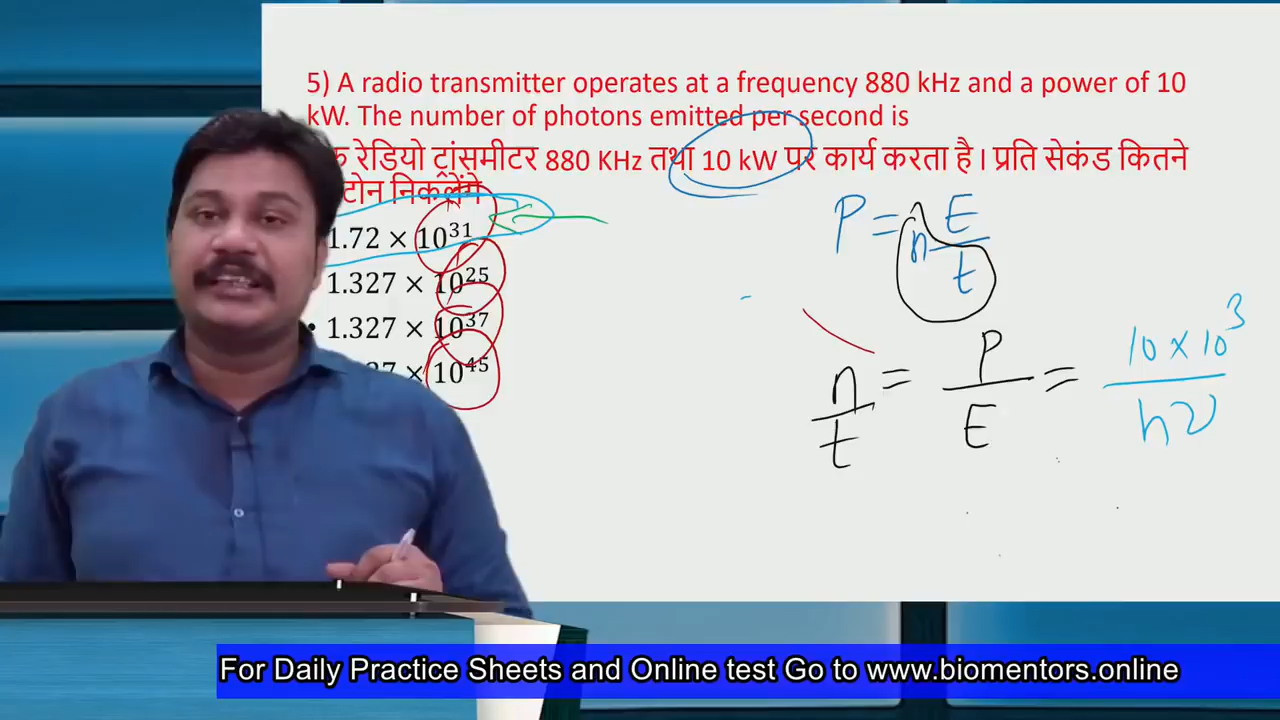 5) A radio transmitter operates at a frequency 880 kHz and a power of 10
kW. The number of photons emitted per second is
रेडियो ट्रांसमीटर 880 KHz तथा 10 kW पर कार्य करता है । प्रति सेकंड कितने
निकलेंगे
1.72 × 10³¹
1.327 × 10²⁵
• 1.327 × 10³⁷
× 10⁴⁵
P = n E / t
n / t = P / E = 10 × 10³ / hν
For Daily Practice Sheets and Online test Go to www.biomentors.online